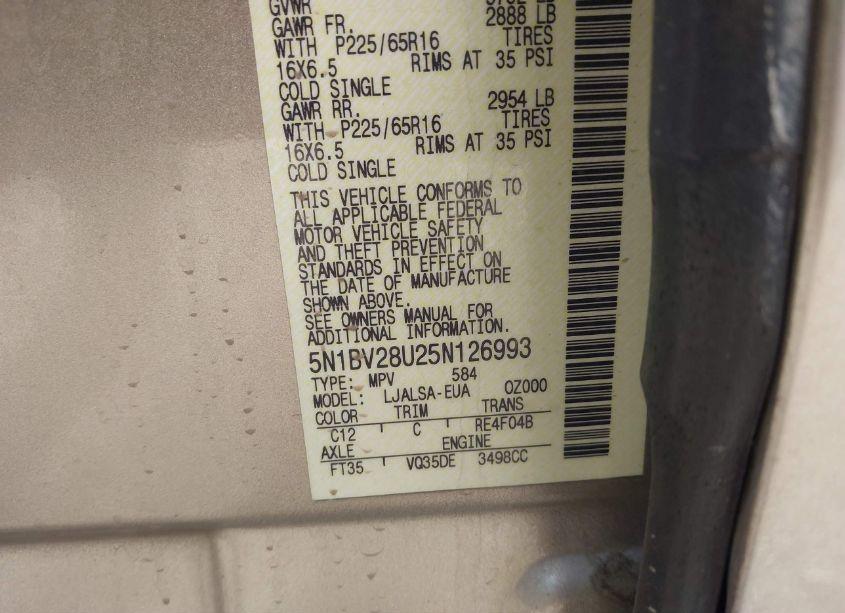 GVWR
GAWR FR. 2888 LB
WITH P225/65R16 TIRES
16X6.5 RIMS AT 35 PSI
COLD SINGLE
GAWR RR. 2954 LB
WITH P225/65R16 TIRES
16X6.5 RIMS AT 35 PSI
COLD SINGLE
THIS VEHICLE CONFORMS TO
ALL APPLICABLE FEDERAL
MOTOR VEHICLE SAFETY
AND THEFT PREVENTION
STANDARDS IN EFFECT ON
THE DATE OF MANUFACTURE
SHOWN ABOVE.
SEE OWNERS MANUAL FOR
ADDITIONAL INFORMATION.
5N1BV28U25N126993
TYPE: MPV 584
MODEL: LJALSA-EUA 0Z000
COLOR TRIM TRANS
C12 C RE4F04B
AXLE ENGINE
FT35 VQ35DE 3498CC